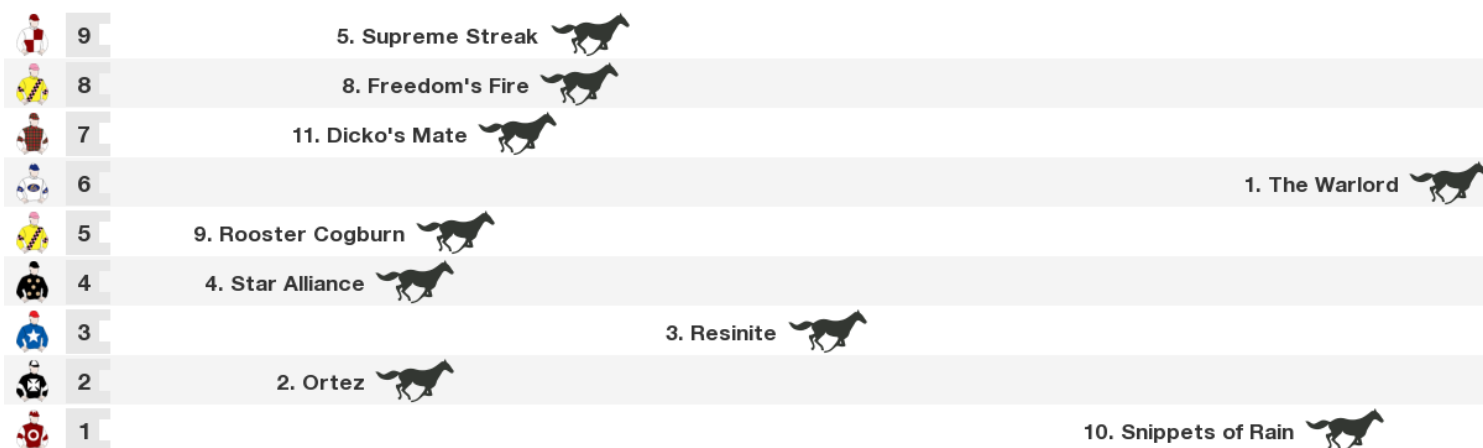 9 5. Supreme Streak
8 8. Freedom's Fire
7 11. Dicko's Mate
6 1. The Warlord
5 9. Rooster Cogburn
4 4. Star Alliance
3 3. Resinite
2 2. Ortez
1 10. Snippets of Rain